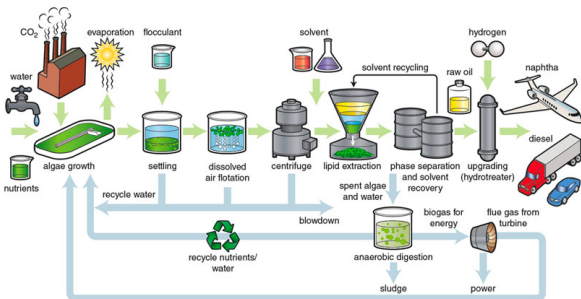 CO2
evaporation
flocculant
solvent
hydrogen
water
solvent recycling
raw oil
naphtha
nutrients
algae growth
settling
dissolved
air flotation
centrifuge
lipid extraction
phase separation
and solvent
recovery
upgrading
(hydrotreater)
diesel
recycle water
blowdown
spent algae
and water
biogas for
energy
flue gas from
turbine
recycle nutrients/
water
anaerobic digestion
sludge
power